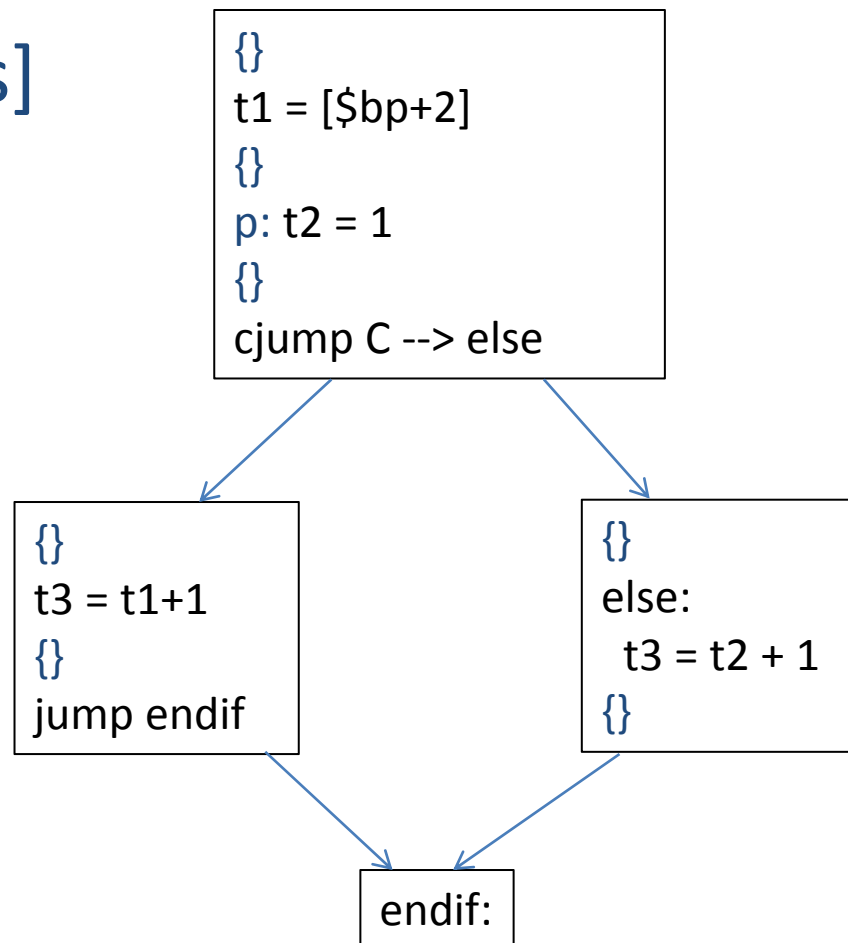 s]
{}
t1 = [$bp+2]
{}
p: t2 = 1
{}
cjump C --> else
{}
t3 = t1+1
{}
jump endif
{}
else:
t3 = t2 + 1
{}
endif: